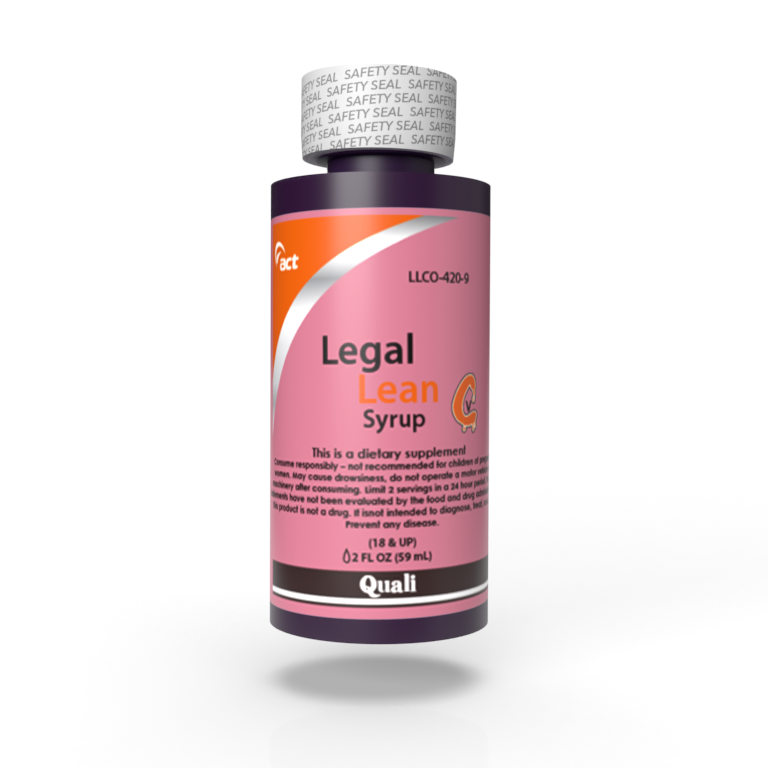 SAFETY SEAL SAFETY SEAL
SAFETY SEAL SAFETY SEAL
SAFETY SEAL SAFETY SEAL
SAFETY SEAL SAFETY SEAL
SAFETY SEAL SAFETY SEAL
act
LLCO-420-9
Legal
Lean
Syrup
This is a dietary supplement
Consume responsibly – not recommended for children or
women. May cause drowsiness, do not operate a motor
machinery after consuming. Limit 2 servings in a 24 hour period.
have not been evaluated by the food and drug
this product is not a drug. It isnot intended to diagnose, treat,
Prevent any disease.
(18 & UP)
2 FL OZ (59 mL)
Quali